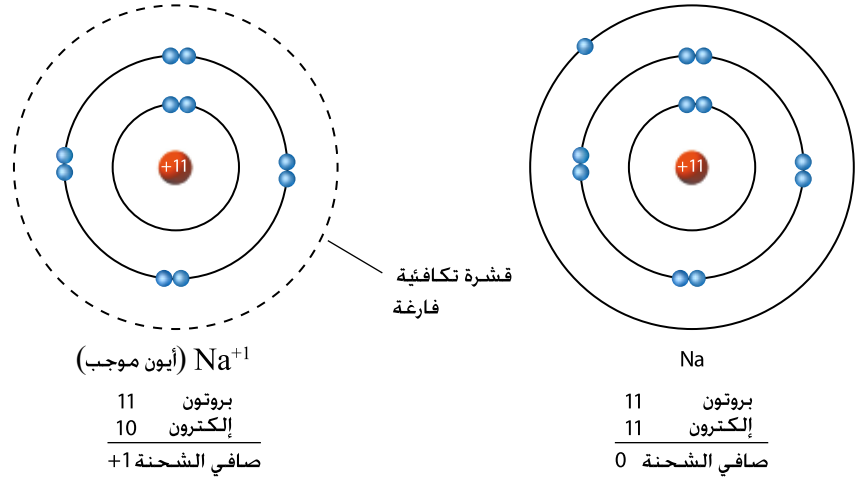 +11
+11
قشرة تكافئية
فارغة
Na
بروتون 11
إلكترون 11
صافي الشحنة 0
Na+1 (أيون موجب)
بروتون 11
إلكترون 10
صافي الشحنة +1